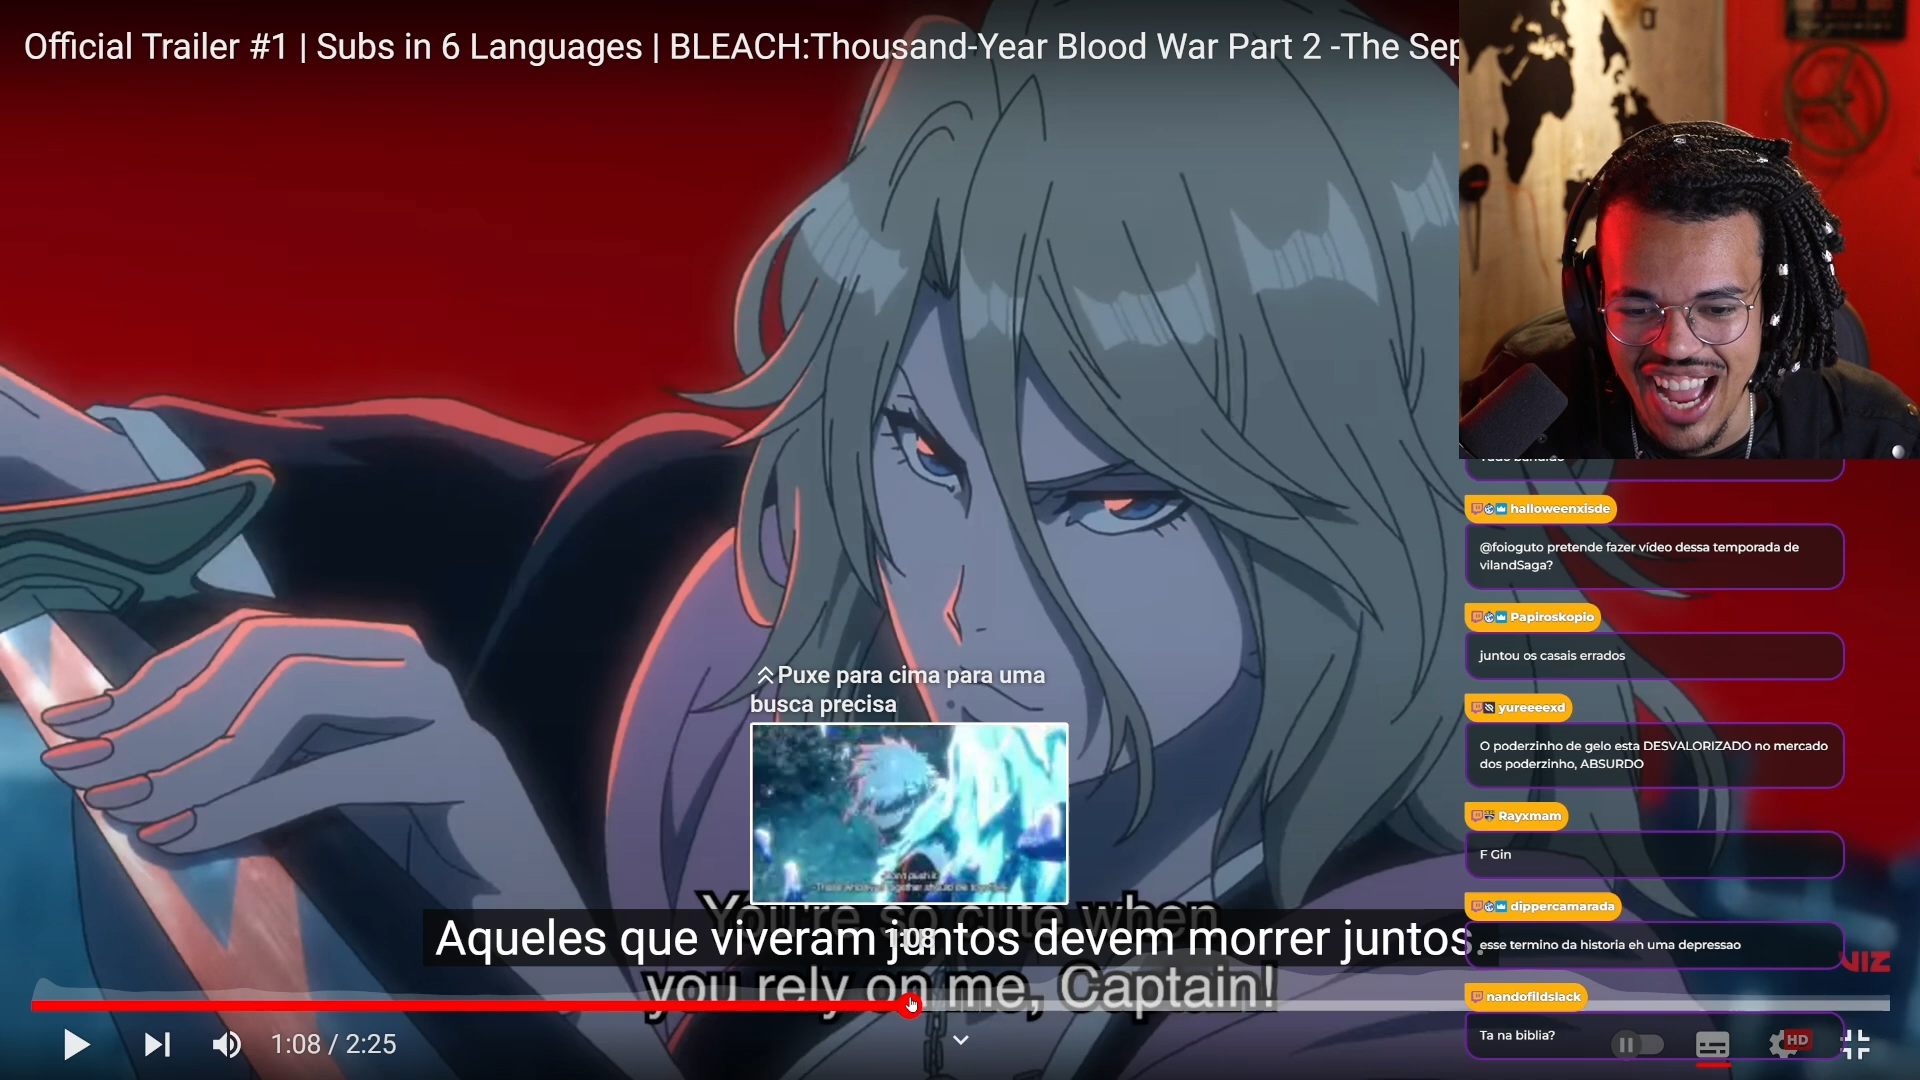 Official Trailer #1 | Subs in 6 Languages | BLEACH:Thousand-Year Blood War Part 2 -The Sep
halloweenxisde
@foioguto pretende fazer vídeo dessa temporada de
vilandSaga?
Papiroskopio
juntou os casais errados
yureeeexd
O poderzinho de gelo esta DESVALORIZADO no mercado
dos poderzinho, ABSURDO
Rayxmam
F Gin
dippercamarada
esse termino da historia eh uma depressao
nandofildslack
Ta na biblia?
Puxe para cima para uma
busca precisa
You're so cute when
Aqueles que viveram juntos devem morrer juntos.
1:08
you rely on me, Captain!
VIZ
1:08 / 2:25
HD